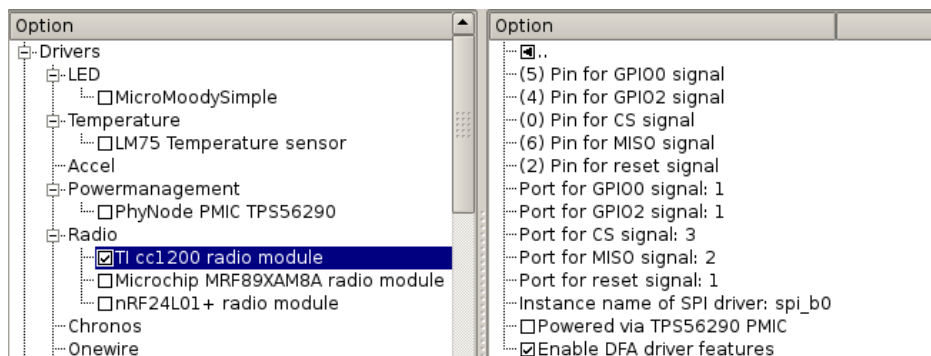 Option
Drivers
LED
MicroMoodySimple
Temperature
LM75 Temperature sensor
Accel
Powermanagement
PhyNode PMIC TPS56290
Radio
TI cc1200 radio module
Microchip MRF89XAM8A radio module
nRF24L01+ radio module
Chronos
Onewire
Option
..
(5) Pin for GPIO0 signal
(4) Pin for GPIO2 signal
(0) Pin for CS signal
(6) Pin for MISO signal
(2) Pin for reset signal
Port for GPIO0 signal: 1
Port for GPIO2 signal: 1
Port for CS signal: 3
Port for MISO signal: 2
Port for reset signal: 1
Instance name of SPI driver: spi_b0
Powered via TPS56290 PMIC
Enable DFA driver features